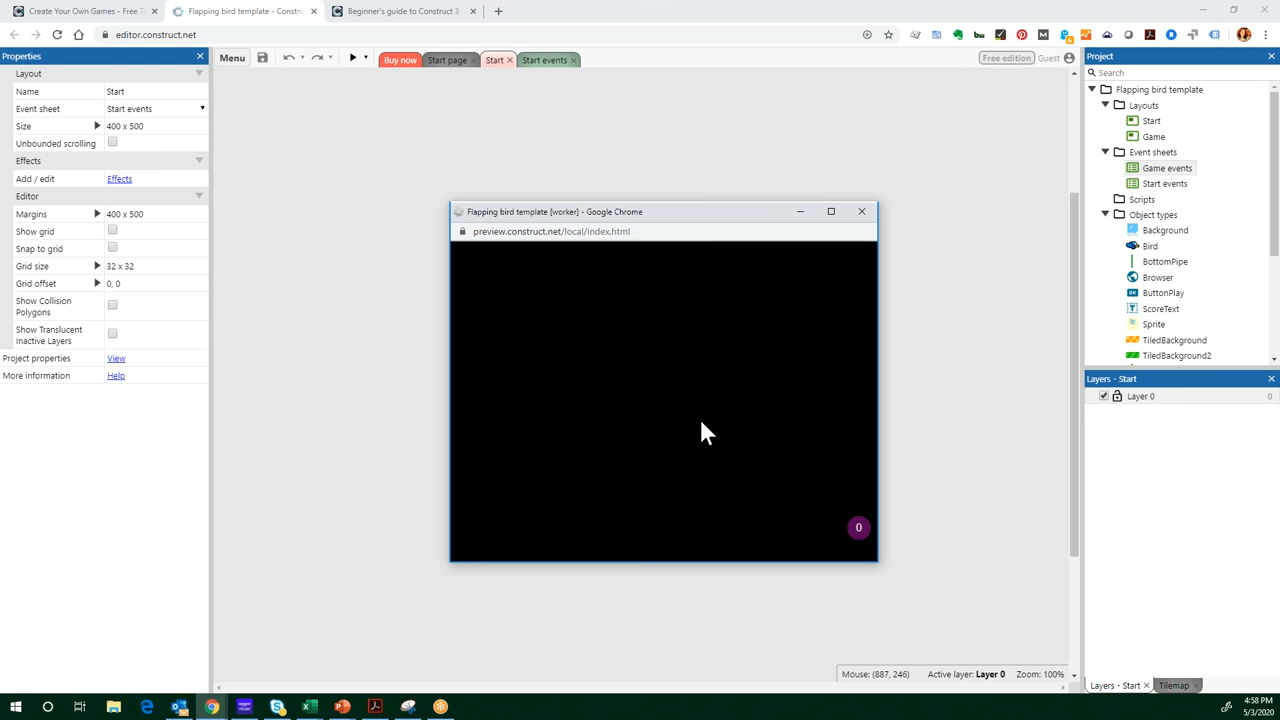 Create Your Own Games - Free T
Flapping bird template - Constru
Beginner's guide to Construct 3
editor.construct.net
Properties
Layout
Name Start
Event sheet Start events
Size 400 x 500
Unbounded scrolling
Effects
Add / edit Effects
Editor
Margins 400 x 500
Show grid
Snap to grid
Grid size 32 x 32
Grid offset 0, 0
Show Collision
Polygons
Show Translucent
Inactive Layers
Project properties View
More information Help
Menu
Buy now
Start page
Start
Start events
Free edition
Guest
Flapping bird template [worker] - Google Chrome
preview.construct.net/local/index.html
0
Mouse: (887, 246)
Active layer: Layer 0
Zoom: 100%
Project
Search
Flapping bird template
Layouts
Start
Game
Event sheets
Game events
Start events
Scripts
Object types
Background
Bird
BottomPipe
Browser
ButtonPlay
ScoreText
Sprite
TiledBackground
TiledBackground2
Layers - Start
Layer 0 0
Layers - Start
Tilemap
4:58 PM
5/3/2020